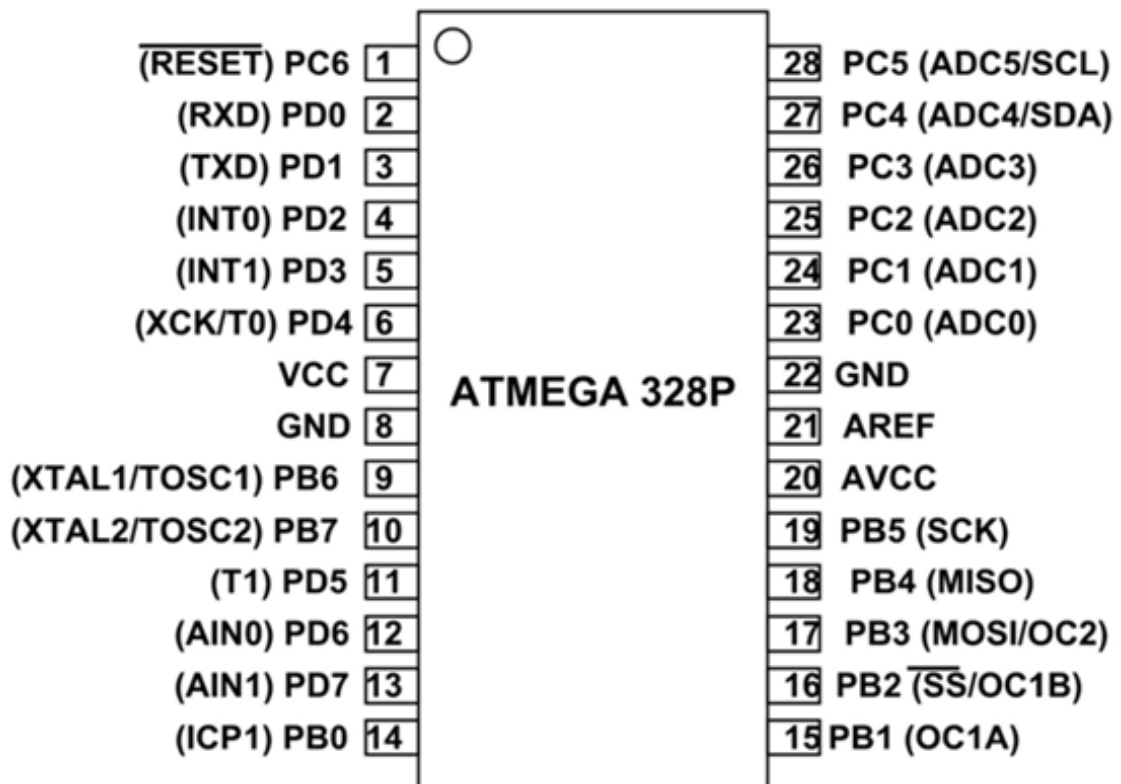 (RESET) PC6 1
(RXD) PD0 2
(TXD) PD1 3
(INT0) PD2 4
(INT1) PD3 5
(XCK/T0) PD4 6
VCC 7
GND 8
(XTAL1/TOSC1) PB6 9
(XTAL2/TOSC2) PB7 10
(T1) PD5 11
(AIN0) PD6 12
(AIN1) PD7 13
(ICP1) PB0 14
ATMEGA 328P
28 PC5 (ADC5/SCL)
27 PC4 (ADC4/SDA)
26 PC3 (ADC3)
25 PC2 (ADC2)
24 PC1 (ADC1)
23 PC0 (ADC0)
22 GND
21 AREF
20 AVCC
19 PB5 (SCK)
18 PB4 (MISO)
17 PB3 (MOSI/OC2)
16 PB2 (SS/OC1B)
15 PB1 (OC1A)